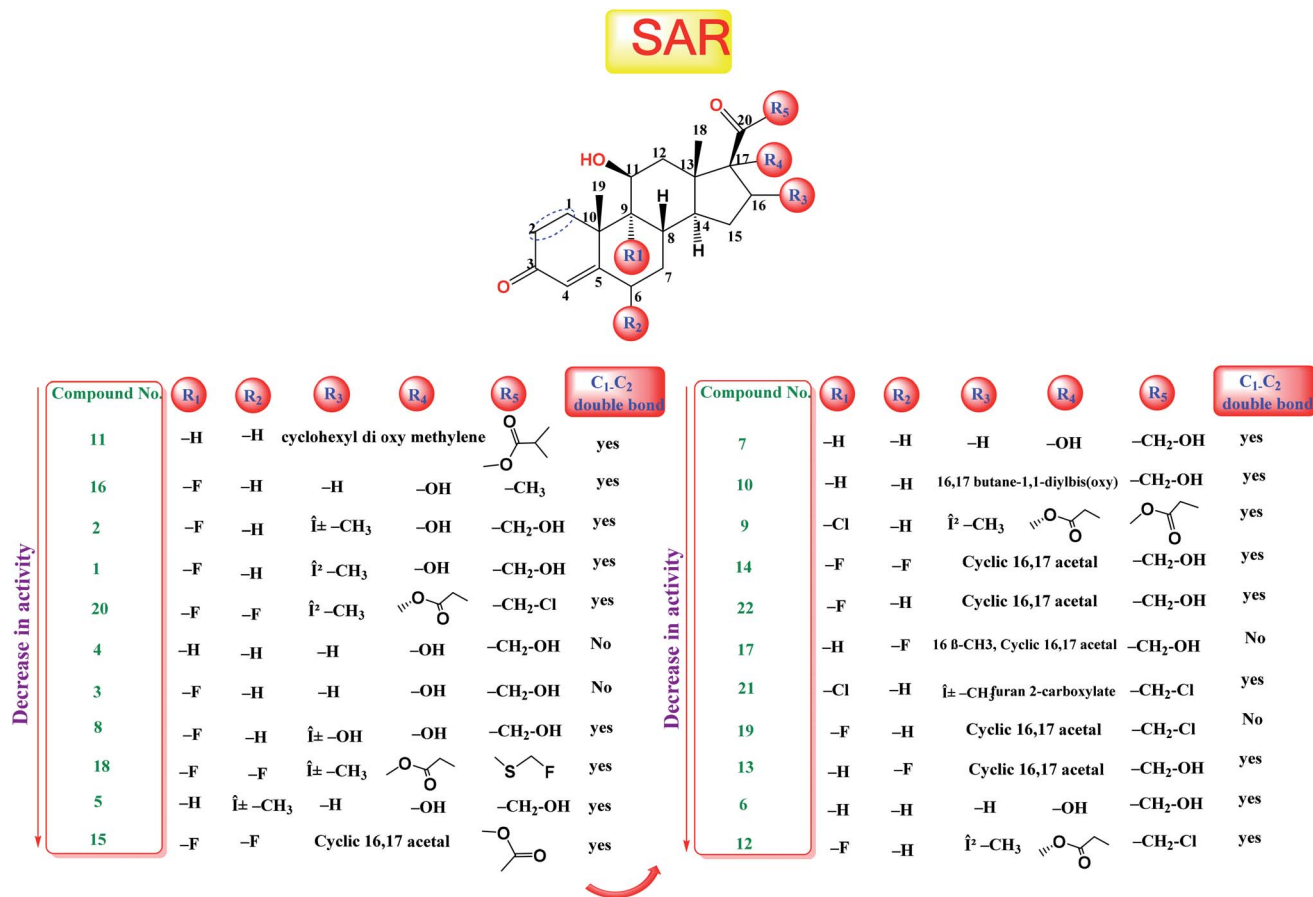 SAR
O
R₅
20
18
12
17
R₄
HO
11
13
19
H
16
R₃
1
9
14
10
8
15
2
R1
H
3
7
5
O
4
6
R₂
Decrease in activity
Compound No. R₁ R₂ R₃ R₄ R₅ C₁-C₂ double bond
11 –H –H cyclohexyl di oxy methylene O O yes
16 –F –H –H –OH –CH₃ yes
2 –F –H α –CH₃ –OH –CH₂-OH yes
1 –F –H β –CH₃ –OH –CH₂-OH yes
20 –F –F β –CH₃ O O –CH₂-Cl yes
4 –H –H –H –OH –CH₂-OH No
3 –F –H –H –OH –CH₂-OH No
8 –F –H α –OH –OH –CH₂-OH yes
18 –F –F α –CH₃ O O S F yes
5 –H α –CH₃ –H –OH –CH₂-OH yes
15 –F –F Cyclic 16,17 acetal O O yes
Decrease in activity
Compound No. R₁ R₂ R₃ R₄ R₅ C₁-C₂ double bond
7 –H –H –H –OH –CH₂-OH yes
10 –H –H 16,17 butane-1,1-diylbis(oxy) –CH₂-OH yes
9 –Cl –H β –CH₃ O O O O yes
14 –F –F Cyclic 16,17 acetal –CH₂-OH yes
22 –F –H Cyclic 16,17 acetal –CH₂-OH yes
17 –H –F 16 ß-CH3, Cyclic 16,17 acetal –CH₂-OH No
21 –Cl –H α –CH₃ furan 2-carboxylate –CH₂-Cl yes
19 –F –H Cyclic 16,17 acetal –CH₂-Cl No
13 –H –F Cyclic 16,17 acetal –CH₂-OH yes
6 –H –H –H –OH –CH₂-OH yes
12 –F –H β –CH₃ O O –CH₂-Cl yes